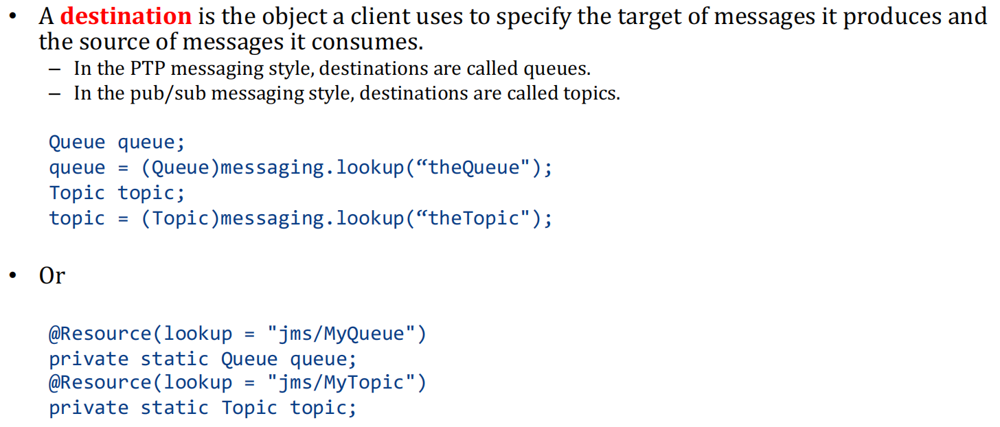 • A destination is the object a client uses to specify the target of messages it produces and
the source of messages it consumes.
– In the PTP messaging style, destinations are called queues.
– In the pub/sub messaging style, destinations are called topics.
Queue queue;
queue = (Queue)messaging.lookup(“theQueue");
Topic topic;
topic = (Topic)messaging.lookup(“theTopic");
• Or
@Resource(lookup = "jms/MyQueue")
private static Queue queue;
@Resource(lookup = "jms/MyTopic")
private static Topic topic;